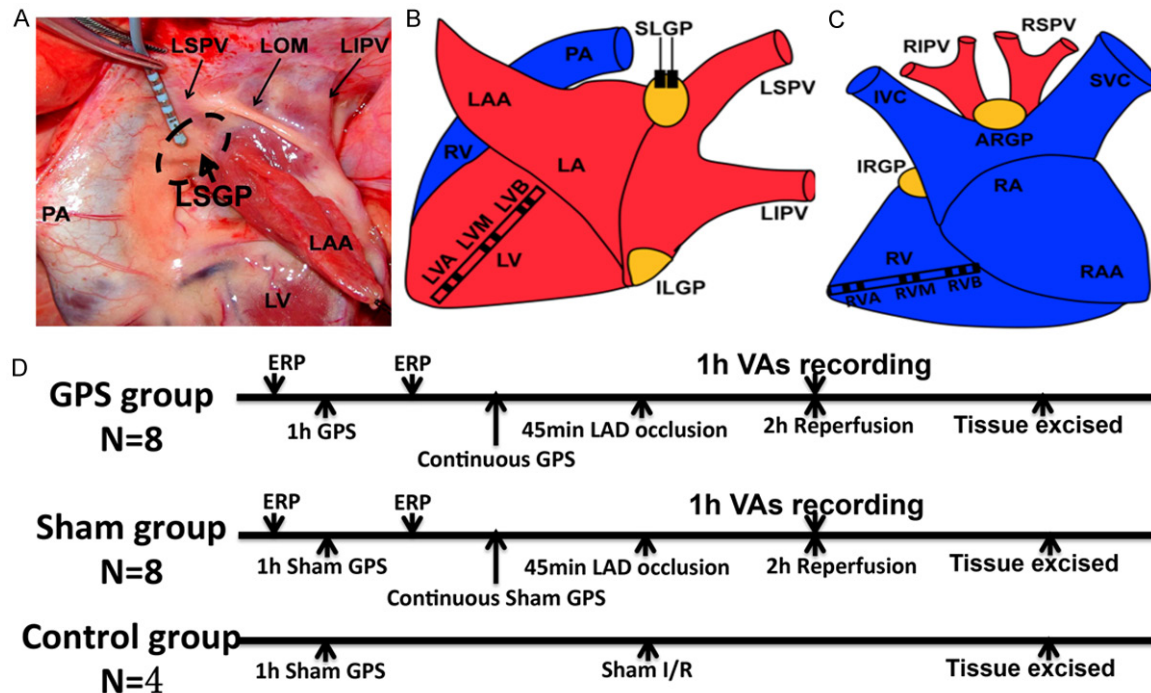 A
LSPV
LOM
LIPV
LSGP
PA
LAA
LV
B
SLGP
PA
LAA
LSPV
RV
LA
LVA LVM LVB
LV
LIPV
ILGP
C
RIPV
RSPV
IVC
SVC
ARGP
IRGP
RA
RV
RAA
RVA RVM RVB
D
GPS group
N=8
ERP
ERP
1h VAs recording
1h GPS
Continuous GPS
45min LAD occlusion
2h Reperfusion
Tissue excised
Sham group
N=8
ERP
ERP
1h VAs recording
1h Sham GPS
Continuous Sham GPS
45min LAD occlusion
2h Reperfusion
Tissue excised
Control group
N=4
1h Sham GPS
Sham I/R
Tissue excised